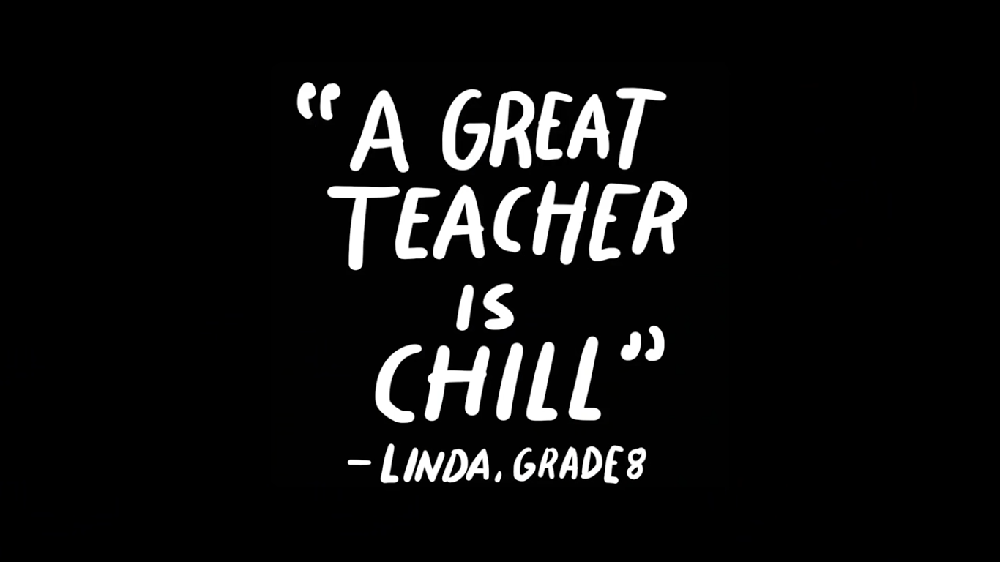 “A GREAT
TEACHER
IS
CHILL”
- LINDA, GRADE 8